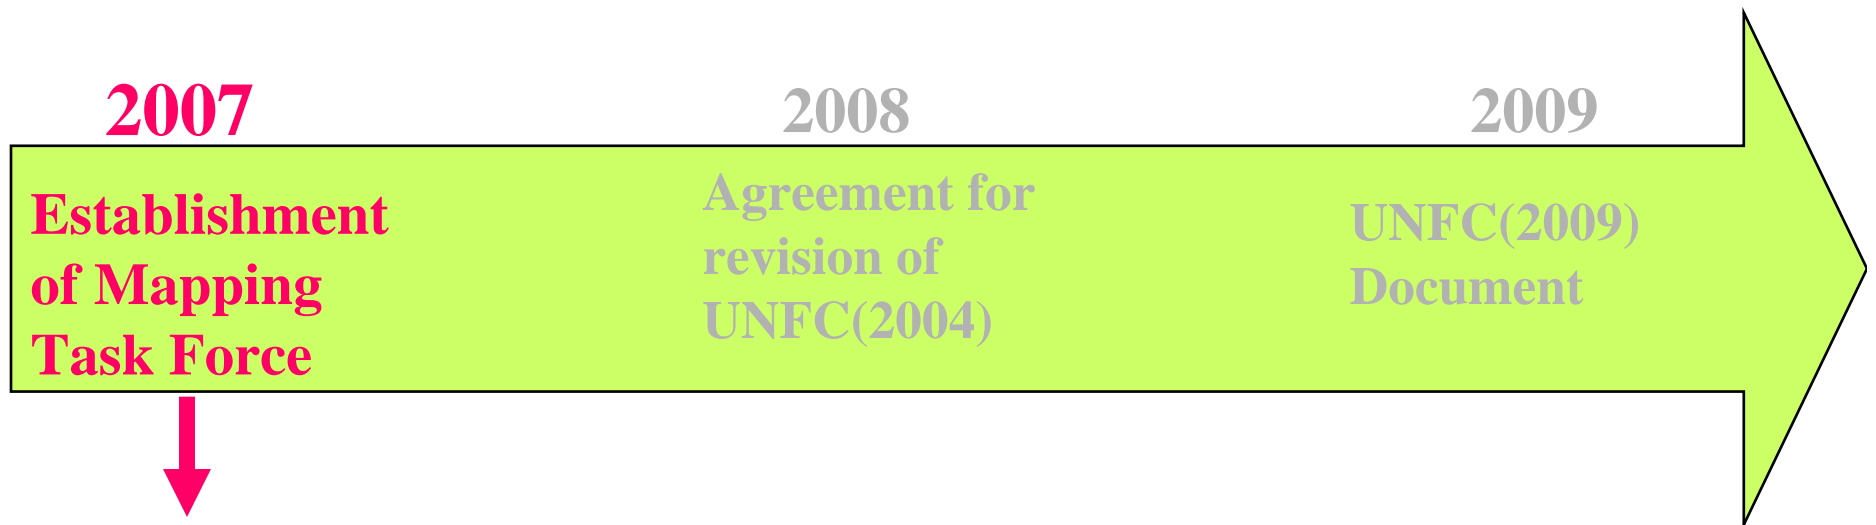 2007
2008
2009
Establishment
of Mapping
Task Force
Agreement for
revision of
UNFC(2004)
UNFC(2009)
Document